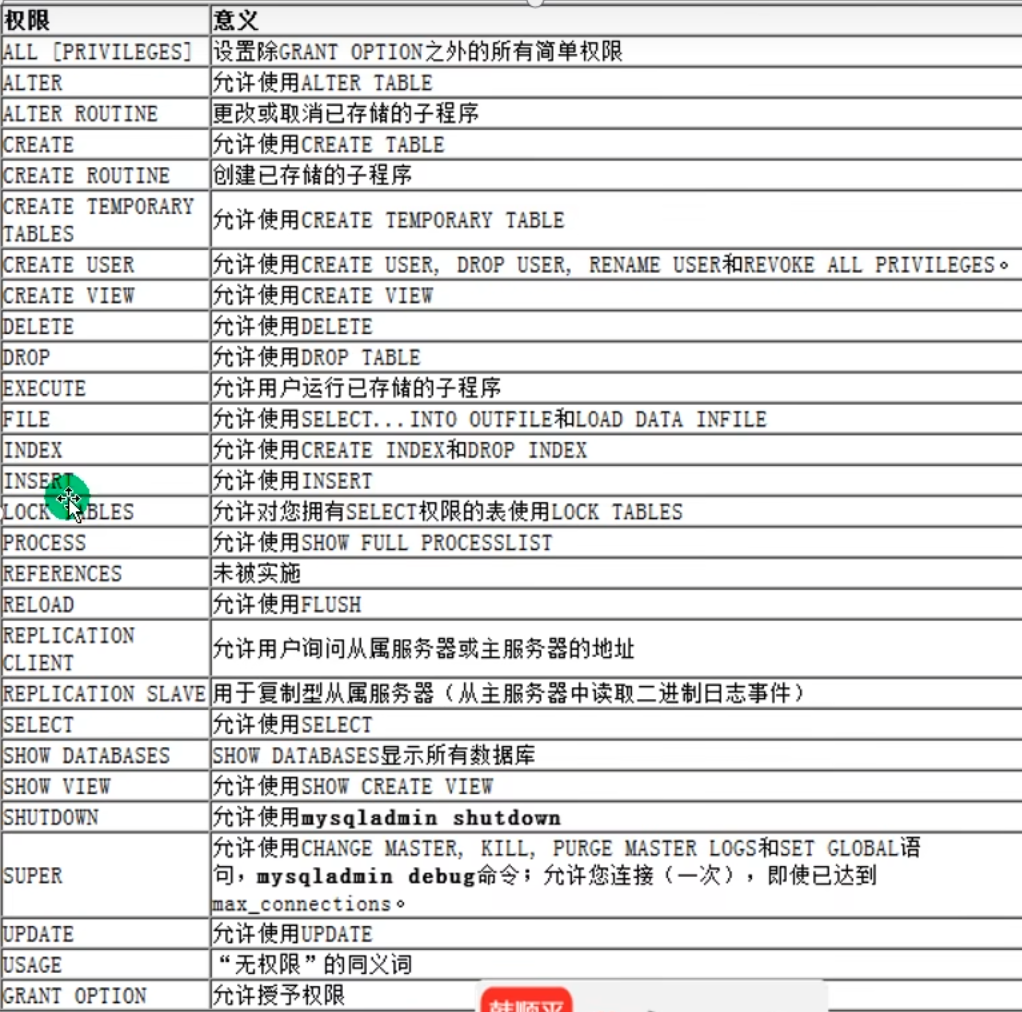 权限 意义
ALL [PRIVILEGES] 设置除GRANT OPTION之外的所有简单权限
ALTER 允许使用ALTER TABLE
ALTER ROUTINE 更改或取消已存储的子程序
CREATE 允许使用CREATE TABLE
CREATE ROUTINE 创建已存储的子程序
CREATE TEMPORARY
TABLES
允许使用CREATE TEMPORARY TABLE
CREATE USER 允许使用CREATE USER, DROP USER, RENAME USER和REVOKE ALL PRIVILEGES。
CREATE VIEW 允许使用CREATE VIEW
DELETE 允许使用DELETE
DROP 允许使用DROP TABLE
EXECUTE 允许用户运行已存储的子程序
FILE 允许使用SELECT...INTO OUTFILE和LOAD DATA INFILE
INDEX 允许使用CREATE INDEX和DROP INDEX
INSERT 允许使用INSERT
LOCK TABLES 允许对您拥有SELECT权限的表使用LOCK TABLES
PROCESS 允许使用SHOW FULL PROCESSLIST
REFERENCES 未被实施
RELOAD 允许使用FLUSH
REPLICATION
CLIENT
允许用户询问从属服务器或主服务器的地址
REPLICATION SLAVE 用于复制型从属服务器（从主服务器中读取二进制日志事件）
SELECT 允许使用SELECT
SHOW DATABASES SHOW DATABASES显示所有数据库
SHOW VIEW 允许使用SHOW CREATE VIEW
SHUTDOWN 允许使用mysqladmin shutdown
SUPER
允许使用CHANGE MASTER, KILL, PURGE MASTER LOGS和SET GLOBAL语
句，mysqladmin debug命令；允许您连接（一次），即使已达到
max_connections。
UPDATE 允许使用UPDATE
USAGE “无权限”的同义词
GRANT OPTION 允许授予权限
韩顺平